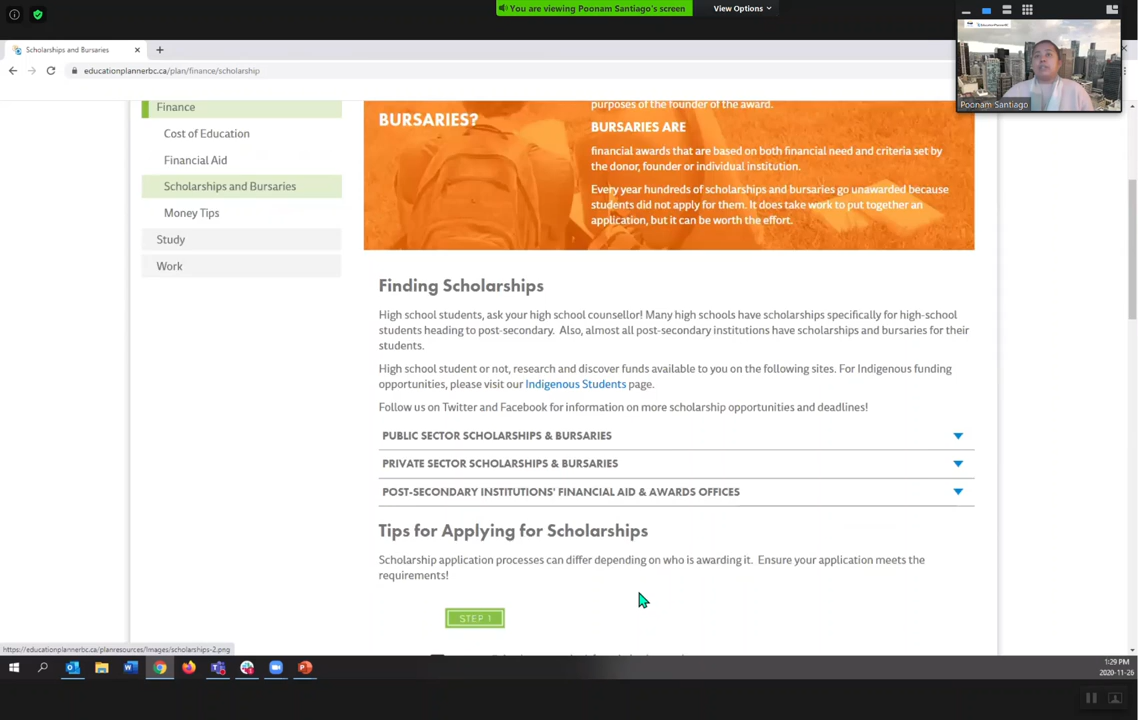 You are viewing Poonam Santiago's screen
View Options
Scholarships and Bursaries
educationplannerbc.ca/plan/finance/scholarship
Poonam Santiago
Finance
Cost of Education
Financial Aid
Scholarships and Bursaries
Money Tips
Study
Work
BURSARIES?
purposes of the founder of the award.
BURSARIES ARE
financial awards that are based on both financial need and criteria set by
the donor, founder or individual institution.
Every year hundreds of scholarships and bursaries go unawarded because
students did not apply for them. It does take work to put together an
application, but it can be worth the effort.
Finding Scholarships
High school students, ask your high school counsellor! Many high schools have scholarships specifically for high-school
students heading to post-secondary. Also, almost all post-secondary institutions have scholarships and bursaries for their
students.
High school student or not, research and discover funds available to you on the following sites. For Indigenous funding
opportunities, please visit our Indigenous Students page.
Follow us on Twitter and Facebook for information on more scholarship opportunities and deadlines!
PUBLIC SECTOR SCHOLARSHIPS & BURSARIES
PRIVATE SECTOR SCHOLARSHIPS & BURSARIES
POST-SECONDARY INSTITUTIONS' FINANCIAL AID & AWARDS OFFICES
Tips for Applying for Scholarships
Scholarship application processes can differ depending on who is awarding it. Ensure your application meets the
requirements!
STEP 1
https://educationplannerbc.ca/planresources/Images/scholarships-2.png
1:29 PM
2020-11-26